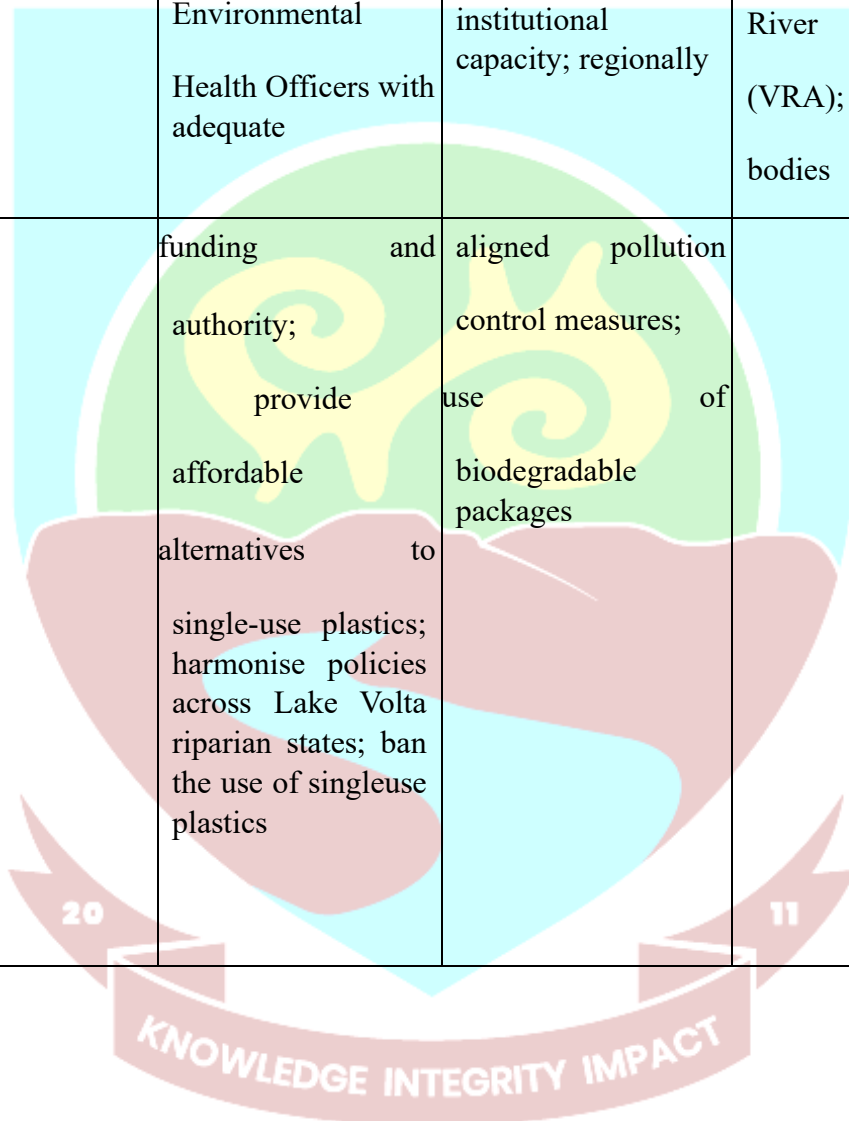 Environmental
Health Officers with
adequate
institutional
capacity; regionally
River
(VRA);
bodies
funding and
authority;
provide
affordable
alternatives to
single-use plastics;
harmonise policies
across Lake Volta
riparian states; ban
the use of singleuse
plastics
aligned pollution
control measures;
use of
biodegradable
packages
20
11
KNOWLEDGE INTEGRITY IMPACT